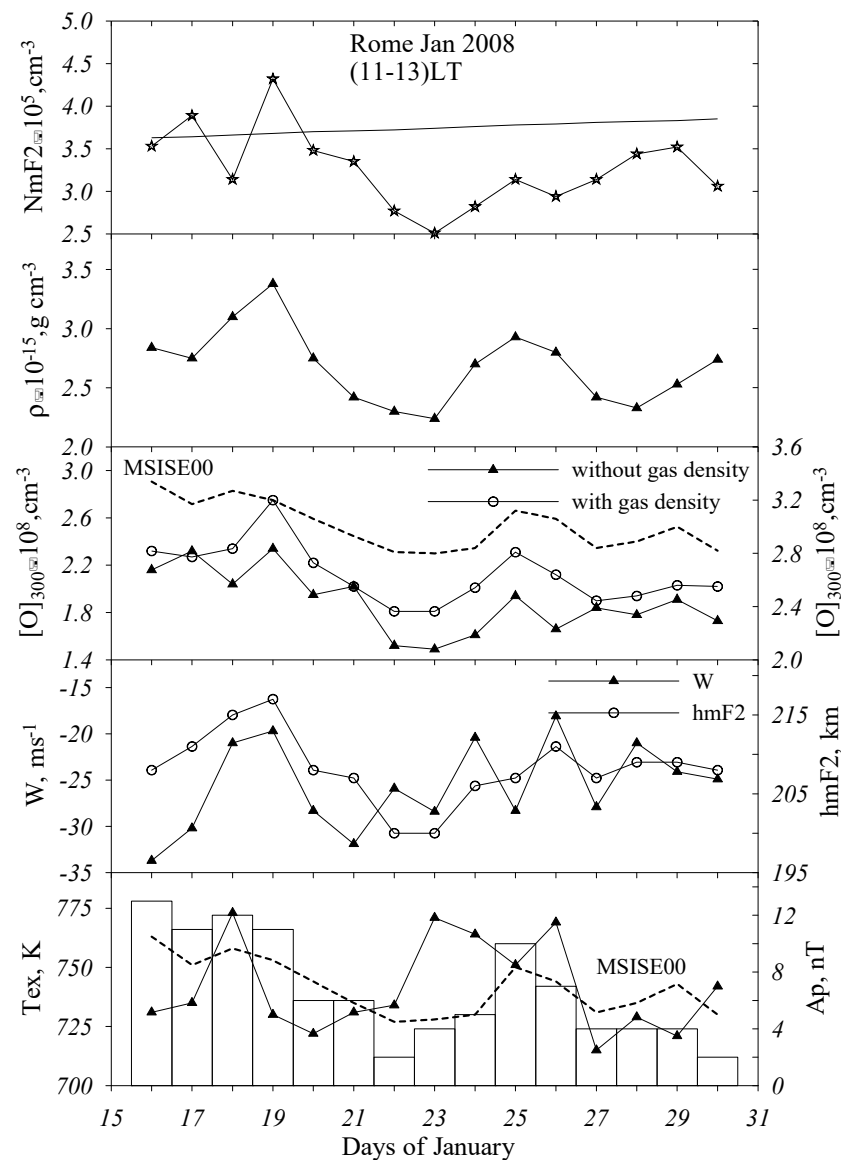 Rome Jan 2008
(11-13)LT
NmF2 10⁵,cm⁻³
5.0
4.5
4.0
3.5
3.0
2.5
ρ 10⁻¹⁵,g cm⁻³
3.5
3.0
2.5
2.0
[O]₃₀₀ 10⁸,cm⁻³
3.0
2.6
2.2
1.8
1.4
MSISE00
without gas density
with gas density
3.6
3.2
2.8
2.4
2.0
[O]₃₀₀ 10⁸,cm⁻³
W, ms⁻¹
-15
-20
-25
-30
-35
W
hmF2
215
205
195
hmF2, km
Tex, K
775
750
725
700
MSISE00
12
8
4
0
Ap, nT
15 17 19 21 23 25 27 29 31
Days of January